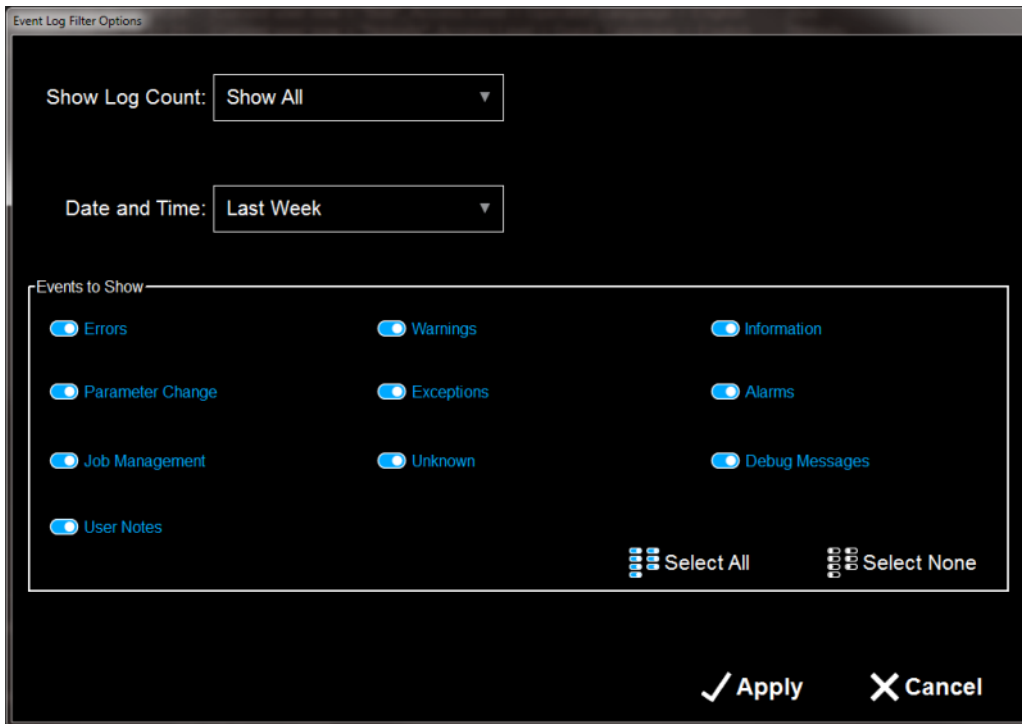 Event Log Filter Options
Show Log Count: Show All
Date and Time: Last Week
Events to Show
Errors Warnings Information
Parameter Change Exceptions Alarms
Job Management Unknown Debug Messages
User Notes
Select All Select None
Apply Cancel